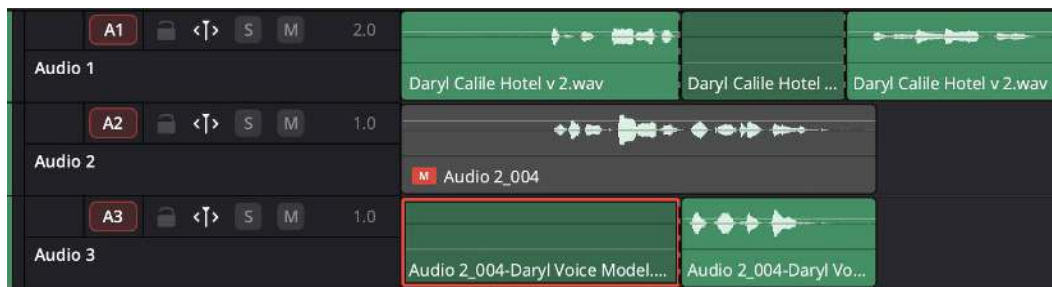 A1 S M 2.0
Audio 1
Daryl Calile Hotel v 2.wav Daryl Calile Hotel ... Daryl Calile Hotel v 2.wav
A2 S M 1.0
Audio 2
M Audio 2_004
A3 S M 1.0
Audio 3
Audio 2_004-Daryl Voice Model.... Audio 2_004-Daryl Vo...